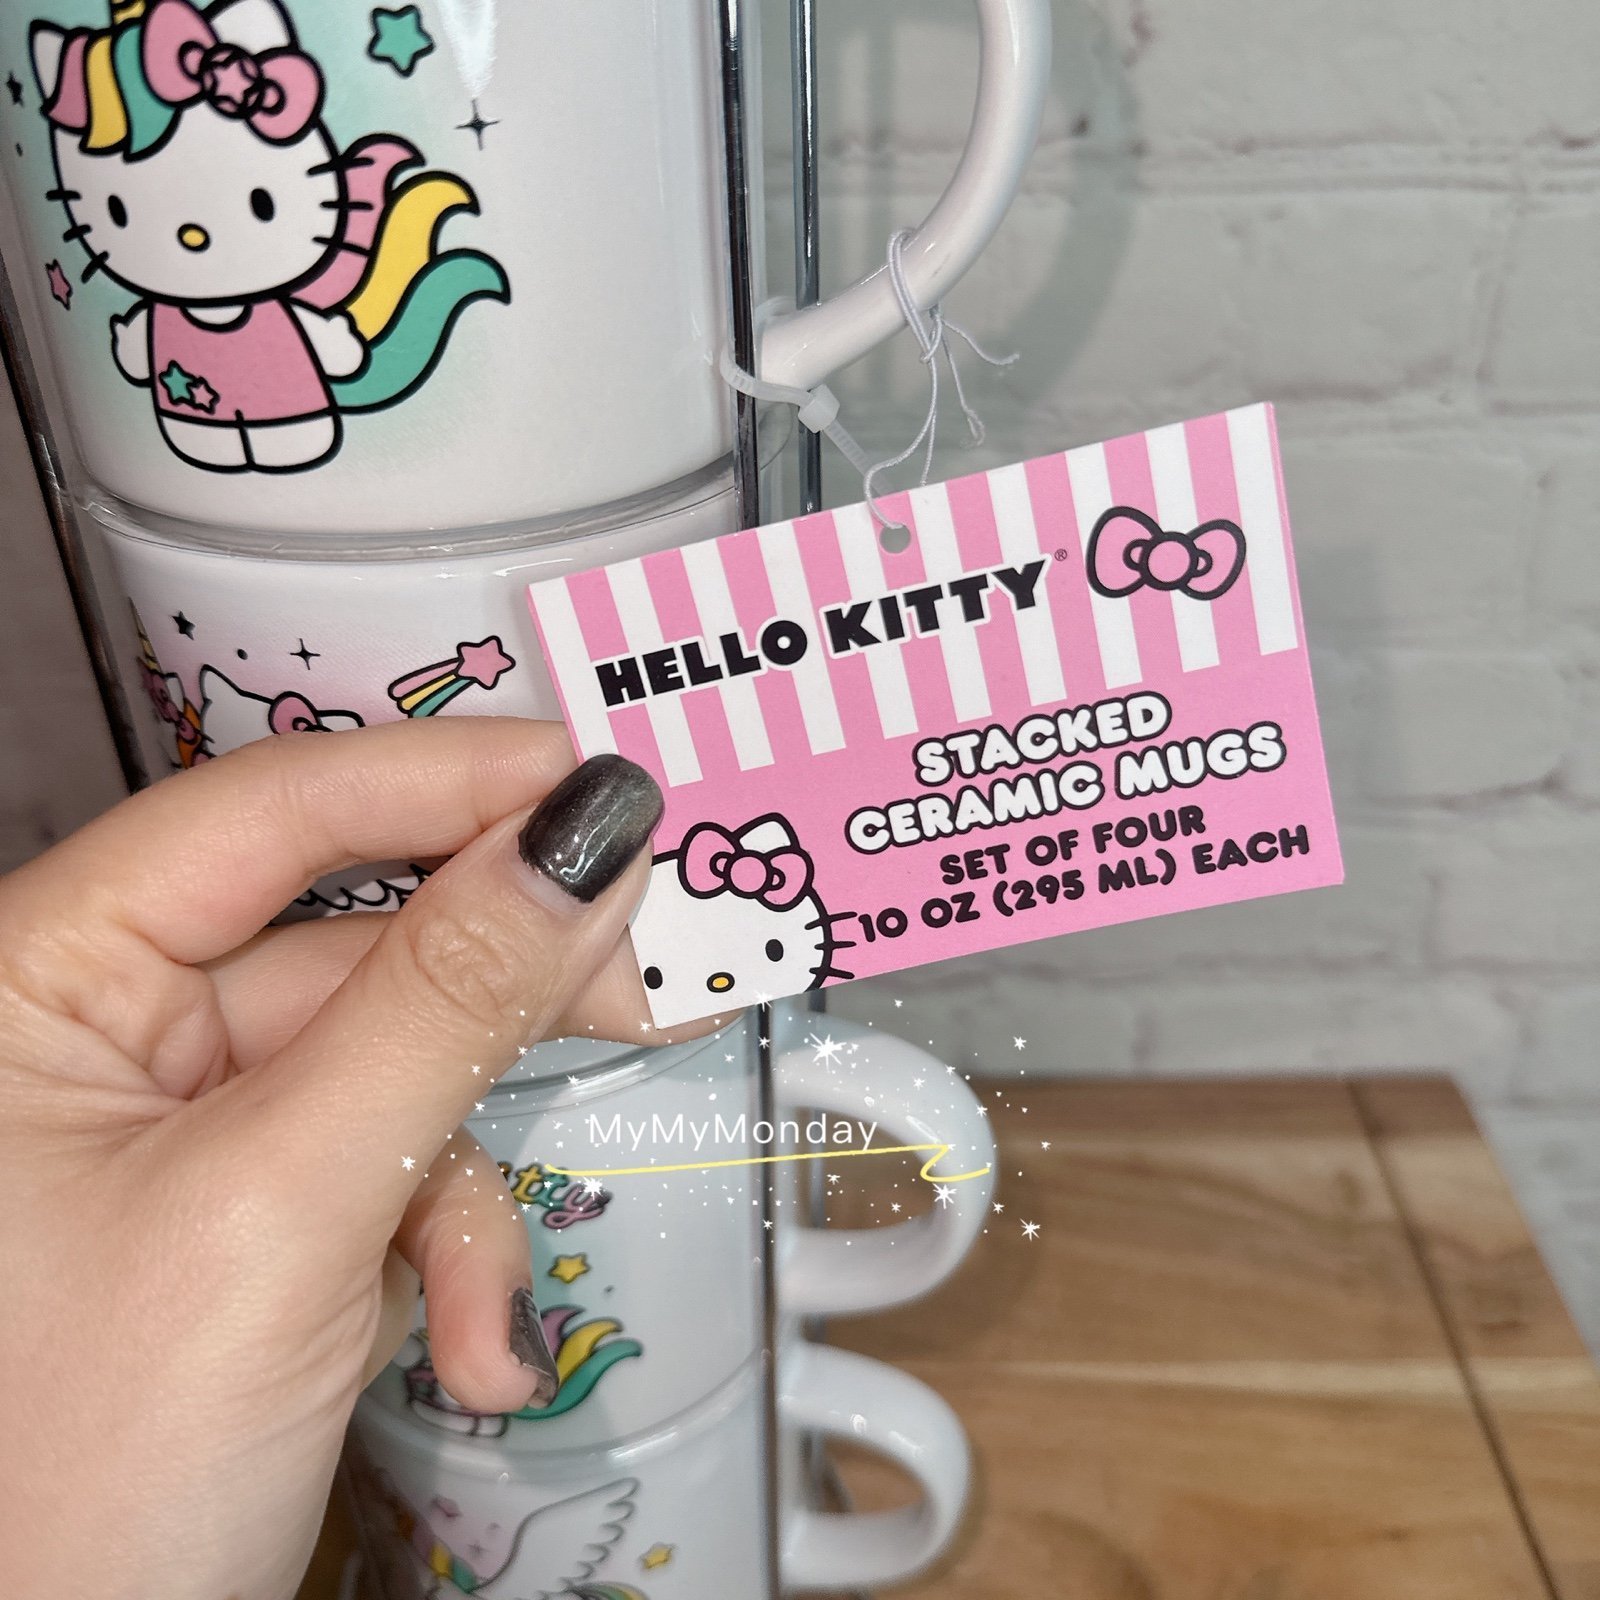 HELLO KITTY®
STACKED
CERAMIC MUGS
SET OF FOUR
10 OZ (295 ML) EACH
MyMyMonday